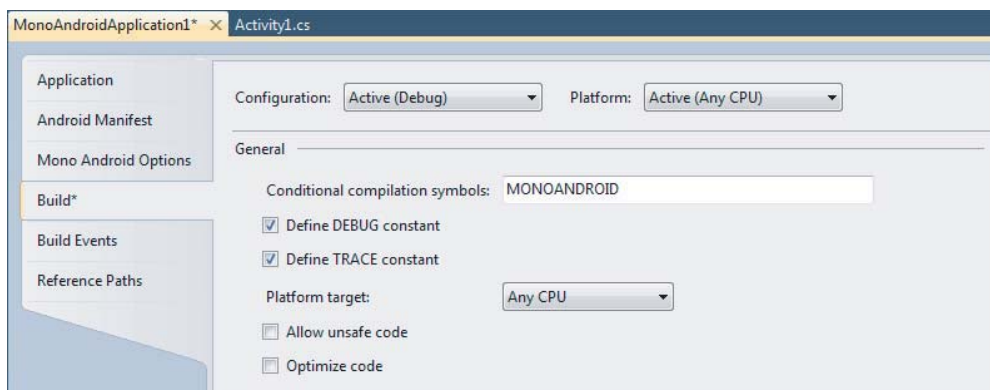 MonoAndroidApplication1* × Activity1.cs
Application
Android Manifest
Mono Android Options
Build*
Build Events
Reference Paths
Configuration: Active (Debug) Platform: Active (Any CPU)
General
Conditional compilation symbols: MONOANDROID
Define DEBUG constant
Define TRACE constant
Platform target: Any CPU
Allow unsafe code
Optimize code